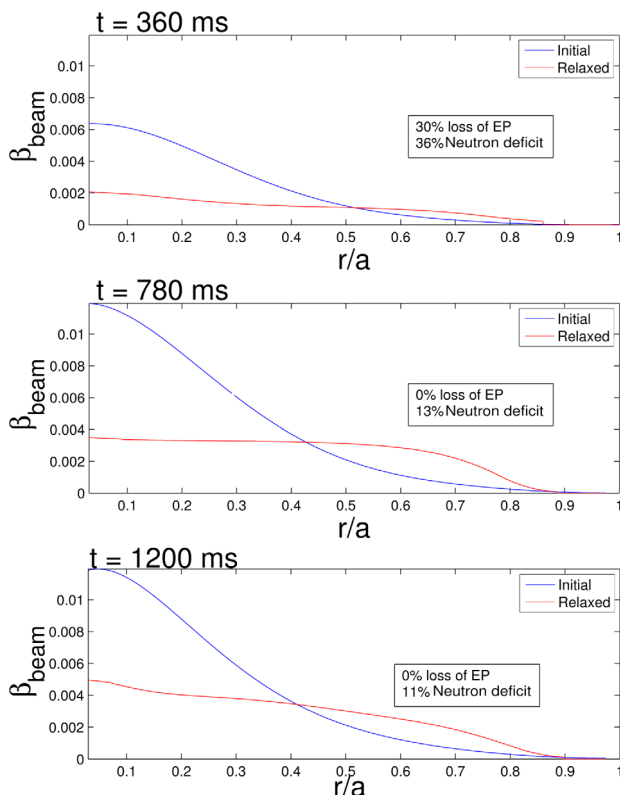 t = 360 ms
0.01
0.008
0.006
0.004
0.002
0
β_beam
Initial
Relaxed
30% loss of EP
36%Neutron deficit
0.1 0.2 0.3 0.4 0.5 0.6 0.7 0.8 0.9 1
r/a
t = 780 ms
0.01
0.008
0.006
0.004
0.002
0
β_beam
Initial
Relaxed
0% loss of EP
13%Neutron deficit
0.1 0.2 0.3 0.4 0.5 0.6 0.7 0.8 0.9 1
r/a
t = 1200 ms
0.01
0.008
0.006
0.004
0.002
0
β_beam
Initial
Relaxed
0% loss of EP
11%Neutron deficit
0.1 0.2 0.3 0.4 0.5 0.6 0.7 0.8 0.9 1
r/a